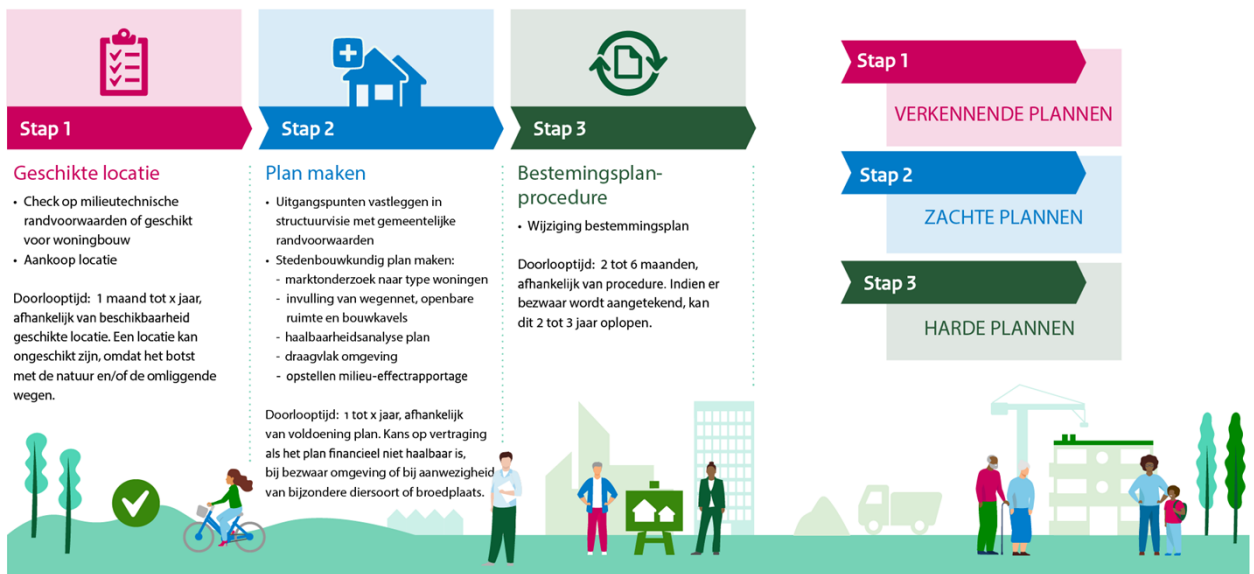 Stap 1
Geschikte locatie
• Check op milieutechnische
randvoorwaarden of geschikt
voor woningbouw
• Aankoop locatie
Doorlooptijd: 1 maand tot x jaar,
afhankelijk van beschikbaarheid
geschikte locatie. Een locatie kan
ongeschikt zijn, omdat het botst
met de natuur en/of de omliggende
wegen.
Stap 2
Plan maken
• Uitgangspunten vastleggen in
structuurvisie met gemeentelijke
randvoorwaarden
• Stedenbouwkundig plan maken:
- marktonderzoek naar type woningen
- invulling van wegennet, openbare
ruimte en bouwkavels
- haalbaarheidsanalyse plan
- draagvlak omgeving
- opstellen milieu-effectrapportage
Doorlooptijd: 1 tot x jaar, afhankelijk
van voldoening plan. Kans op vertraging
als het plan financieel niet haalbaar is,
bij bezwaar omgeving of bij aanwezigheid
van bijzondere diersoort of broedplaats.
Stap 3
Bestemingsplan-
procedure
• Wijziging bestemmingsplan
Doorlooptijd: 2 tot 6 maanden,
afhankelijk van procedure. Indien er
bezwaar wordt aangetekend, kan
dit 2 tot 3 jaar oplopen.
Stap 1
VERKENNENDE PLANNEN
Stap 2
ZACHTE PLANNEN
Stap 3
HARDE PLANNEN